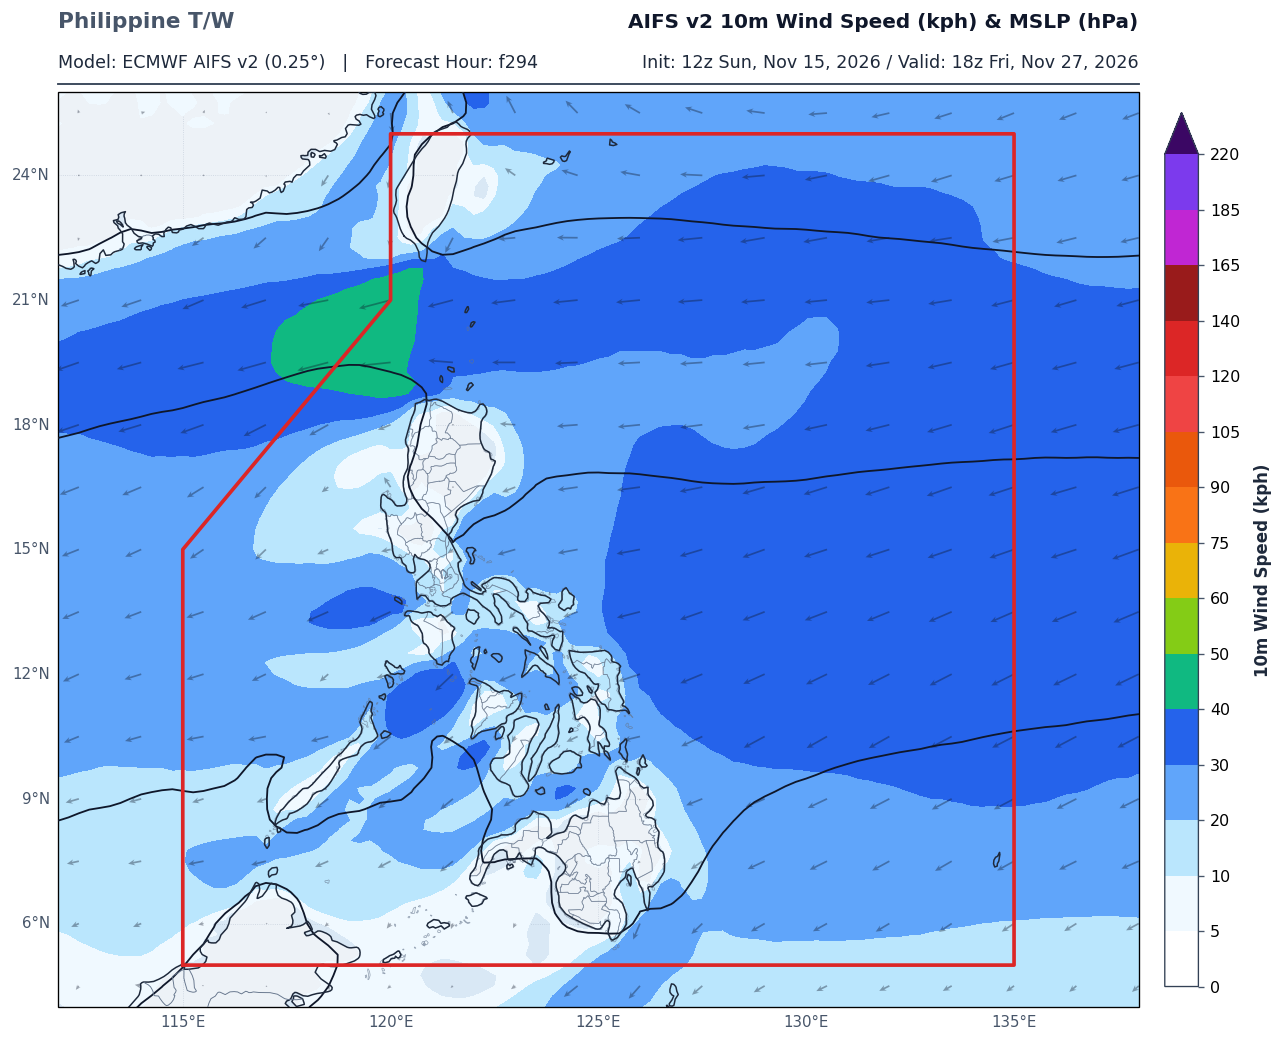 Philippine T/W
AIFS v2 10m Wind Speed (kph) & MSLP (hPa)
Model: ECMWF AIFS v2 (0.25°) | Forecast Hour: f294
Init: 12z Sun, Nov 15, 2026 / Valid: 18z Fri, Nov 27, 2026
24°N
21°N
18°N
15°N
12°N
9°N
6°N
115°E
120°E
125°E
130°E
135°E
220
185
165
140
120
105
90
75
60
50
40
30
20
10
5
0
10m Wind Speed (kph)